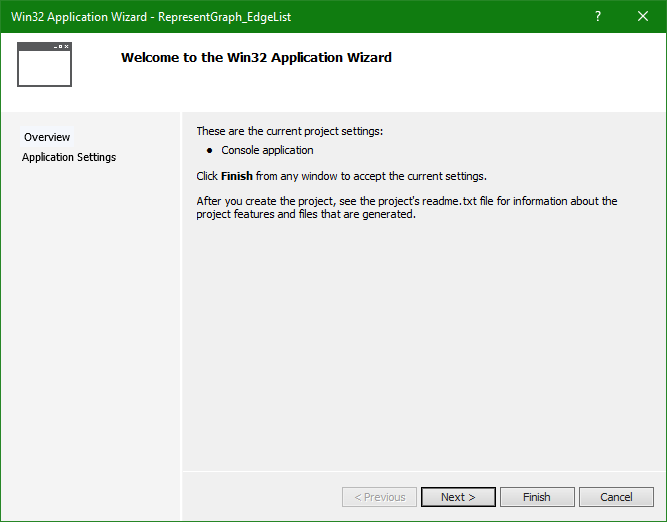 Win32 Application Wizard - RepresentGraph_EdgeList
Welcome to the Win32 Application Wizard
Overview
Application Settings
These are the current project settings:
● Console application
Click Finish from any window to accept the current settings.
After you create the project, see the project's readme.txt file for information about the
project features and files that are generated.
< Previous
Next >
Finish
Cancel